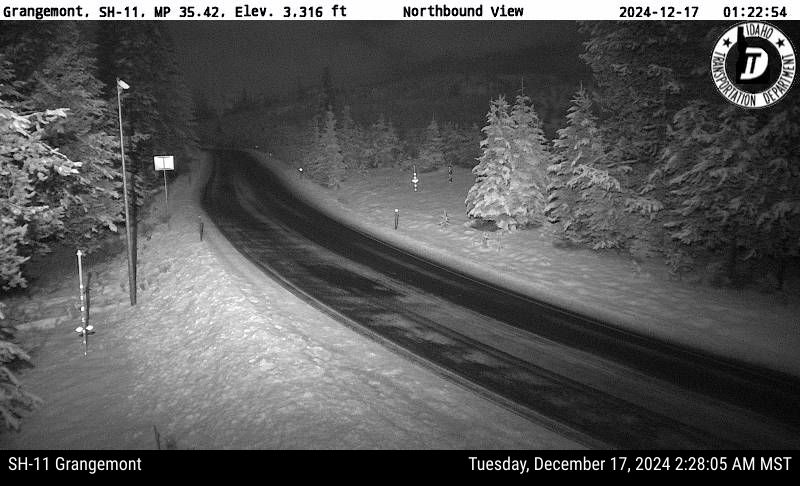 Grangemont, SH-11, MP 35.42, Elev. 3,316 ft Northbound View 2024-12-17 01:22:54
IDAHO
TRANSPORTATION DEPARTMENT
SH-11 Grangemont Tuesday, December 17, 2024 2:28:05 AM MST